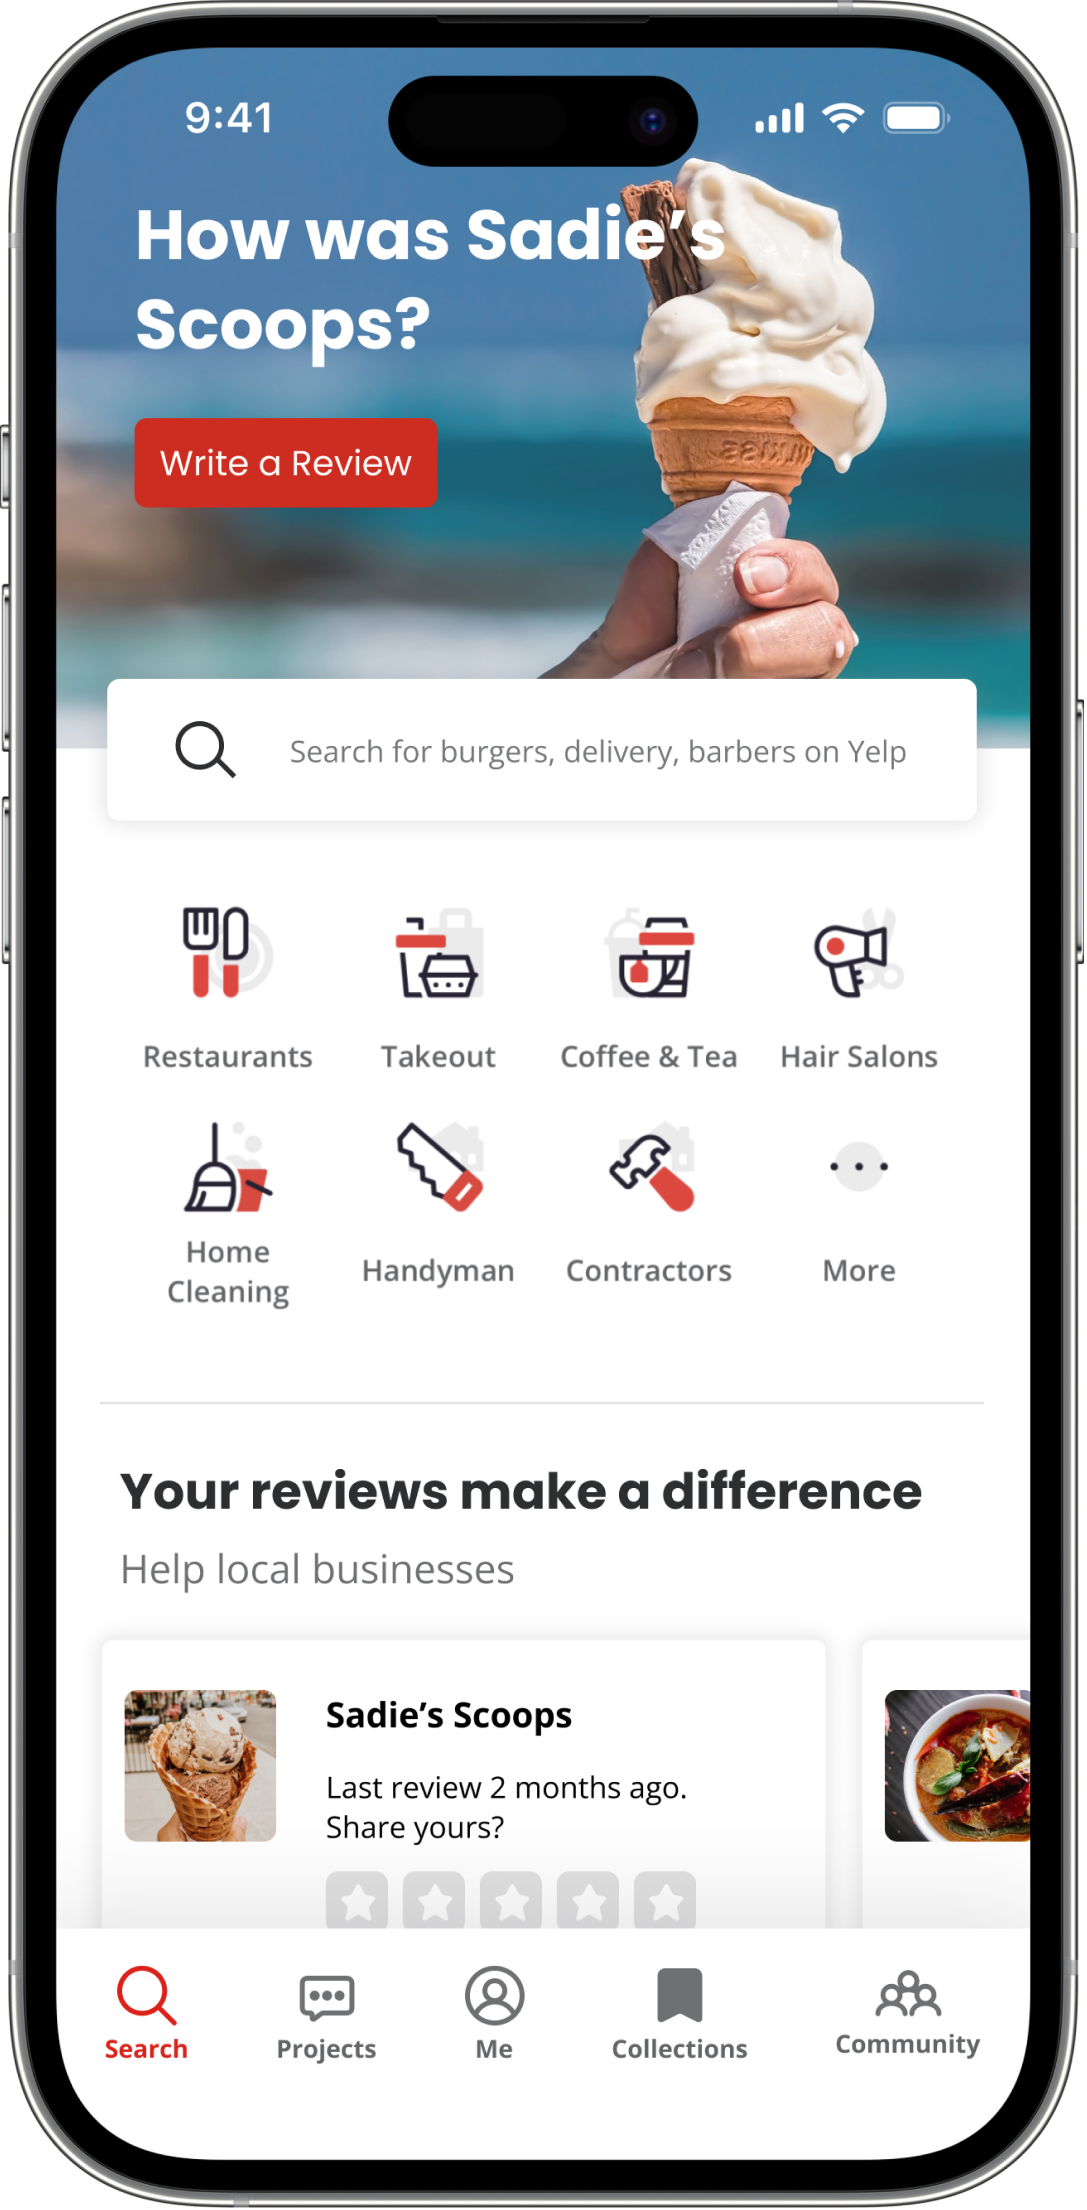 9:41
How was Sadie’s
Scoops?
Write a Review
Search for burgers, delivery, barbers on Yelp
Restaurants
Takeout
Coffee & Tea
Hair Salons
Home
Cleaning
Handyman
Contractors
More
Your reviews make a difference
Help local businesses
Sadie’s Scoops
Last review 2 months ago.
Share yours?
Search
Projects
Me
Collections
Community